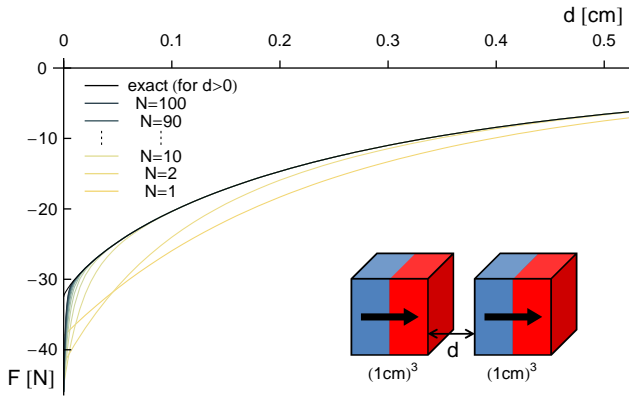 d [cm]
0 0.1 0.2 0.3 0.4 0.5
0
exact (for d>0)
N=100
N=90
N=10
N=2
N=1
−10
−20
−30
−40
F [N]
d
(1cm)³ (1cm)³